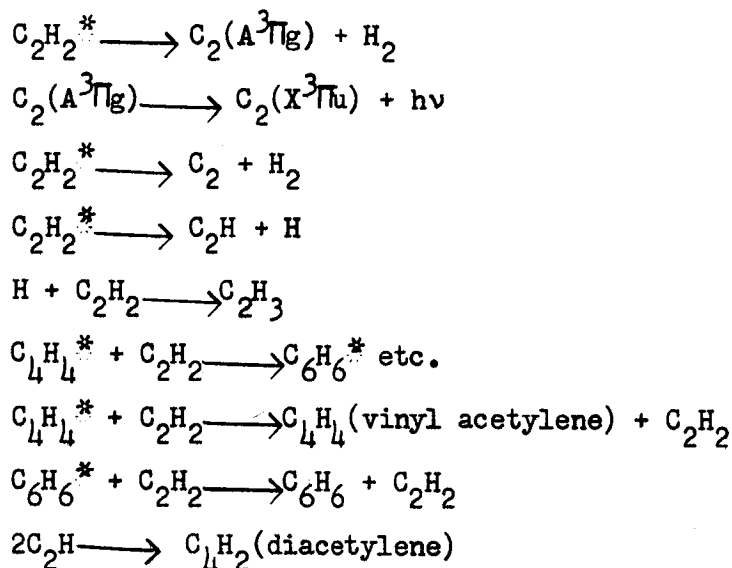 C₂H₂* ⟶ C₂(A³Πg) + H₂
C₂(A³Πg) ⟶ C₂(X³Πu) + hν
C₂H₂* ⟶ C₂ + H₂
C₂H₂* ⟶ C₂H + H
H + C₂H₂ ⟶ C₂H₃
C₄H₄* + C₂H₂ ⟶ C₆H₆* etc.
C₄H₄* + C₂H₂ ⟶ C₄H₄(vinyl acetylene) + C₂H₂
C₆H₆* + C₂H₂ ⟶ C₆H₆ + C₂H₂
2C₂H ⟶ C₄H₂(diacetylene)